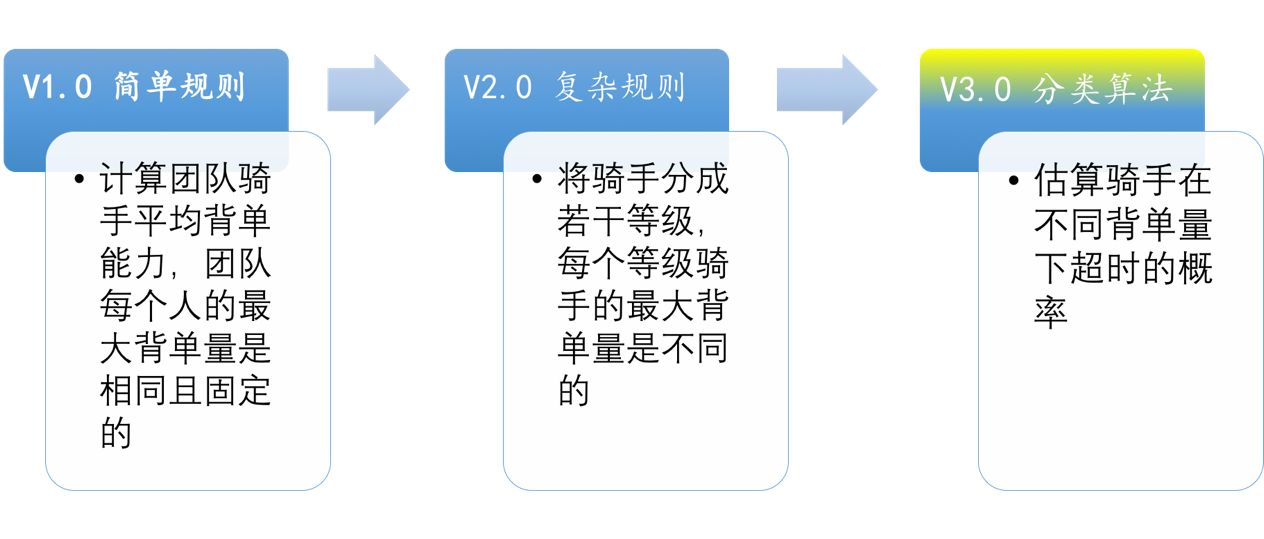 V1.0 简单规则
• 计算团队骑
手平均背单
能力，团队
每个人的最
大背单量是
相同且固定
的
V2.0 复杂规则
• 将骑手分成
若干等级，
每个等级骑
手的最大背
单量是不同
的
V3.0 分类算法
• 估算骑手在
不同背单量
下超时的概
率